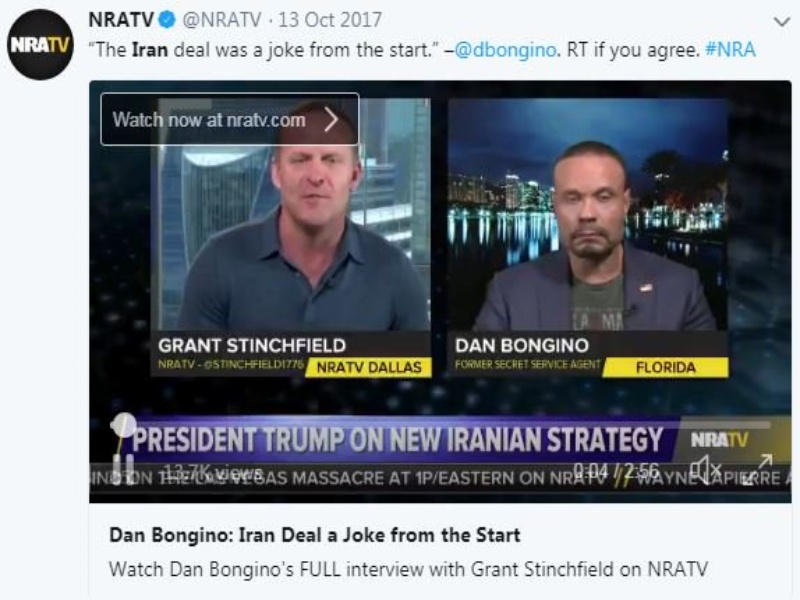 NRATV @NRATV · 13 Oct 2017
NRATV
“The Iran deal was a joke from the start.” –@dbongino. RT if you agree. #NRA
Watch now at nratv.com
GRANT STINCHFIELD
NRATV - @STINCHFIELD1776
NRATV DALLAS
DAN BONGINO
FORMER SECRET SERVICE AGENT
FLORIDA
PRESIDENT TRUMP ON NEW IRANIAN STRATEGY
NRATV
13.7K views
0:04 / 2:56
ON THE LAS VEGAS MASSACRE AT 1P/EASTERN ON NRATV // WAYNE LAPIERRE
Dan Bongino: Iran Deal a Joke from the Start
Watch Dan Bongino's FULL interview with Grant Stinchfield on NRATV